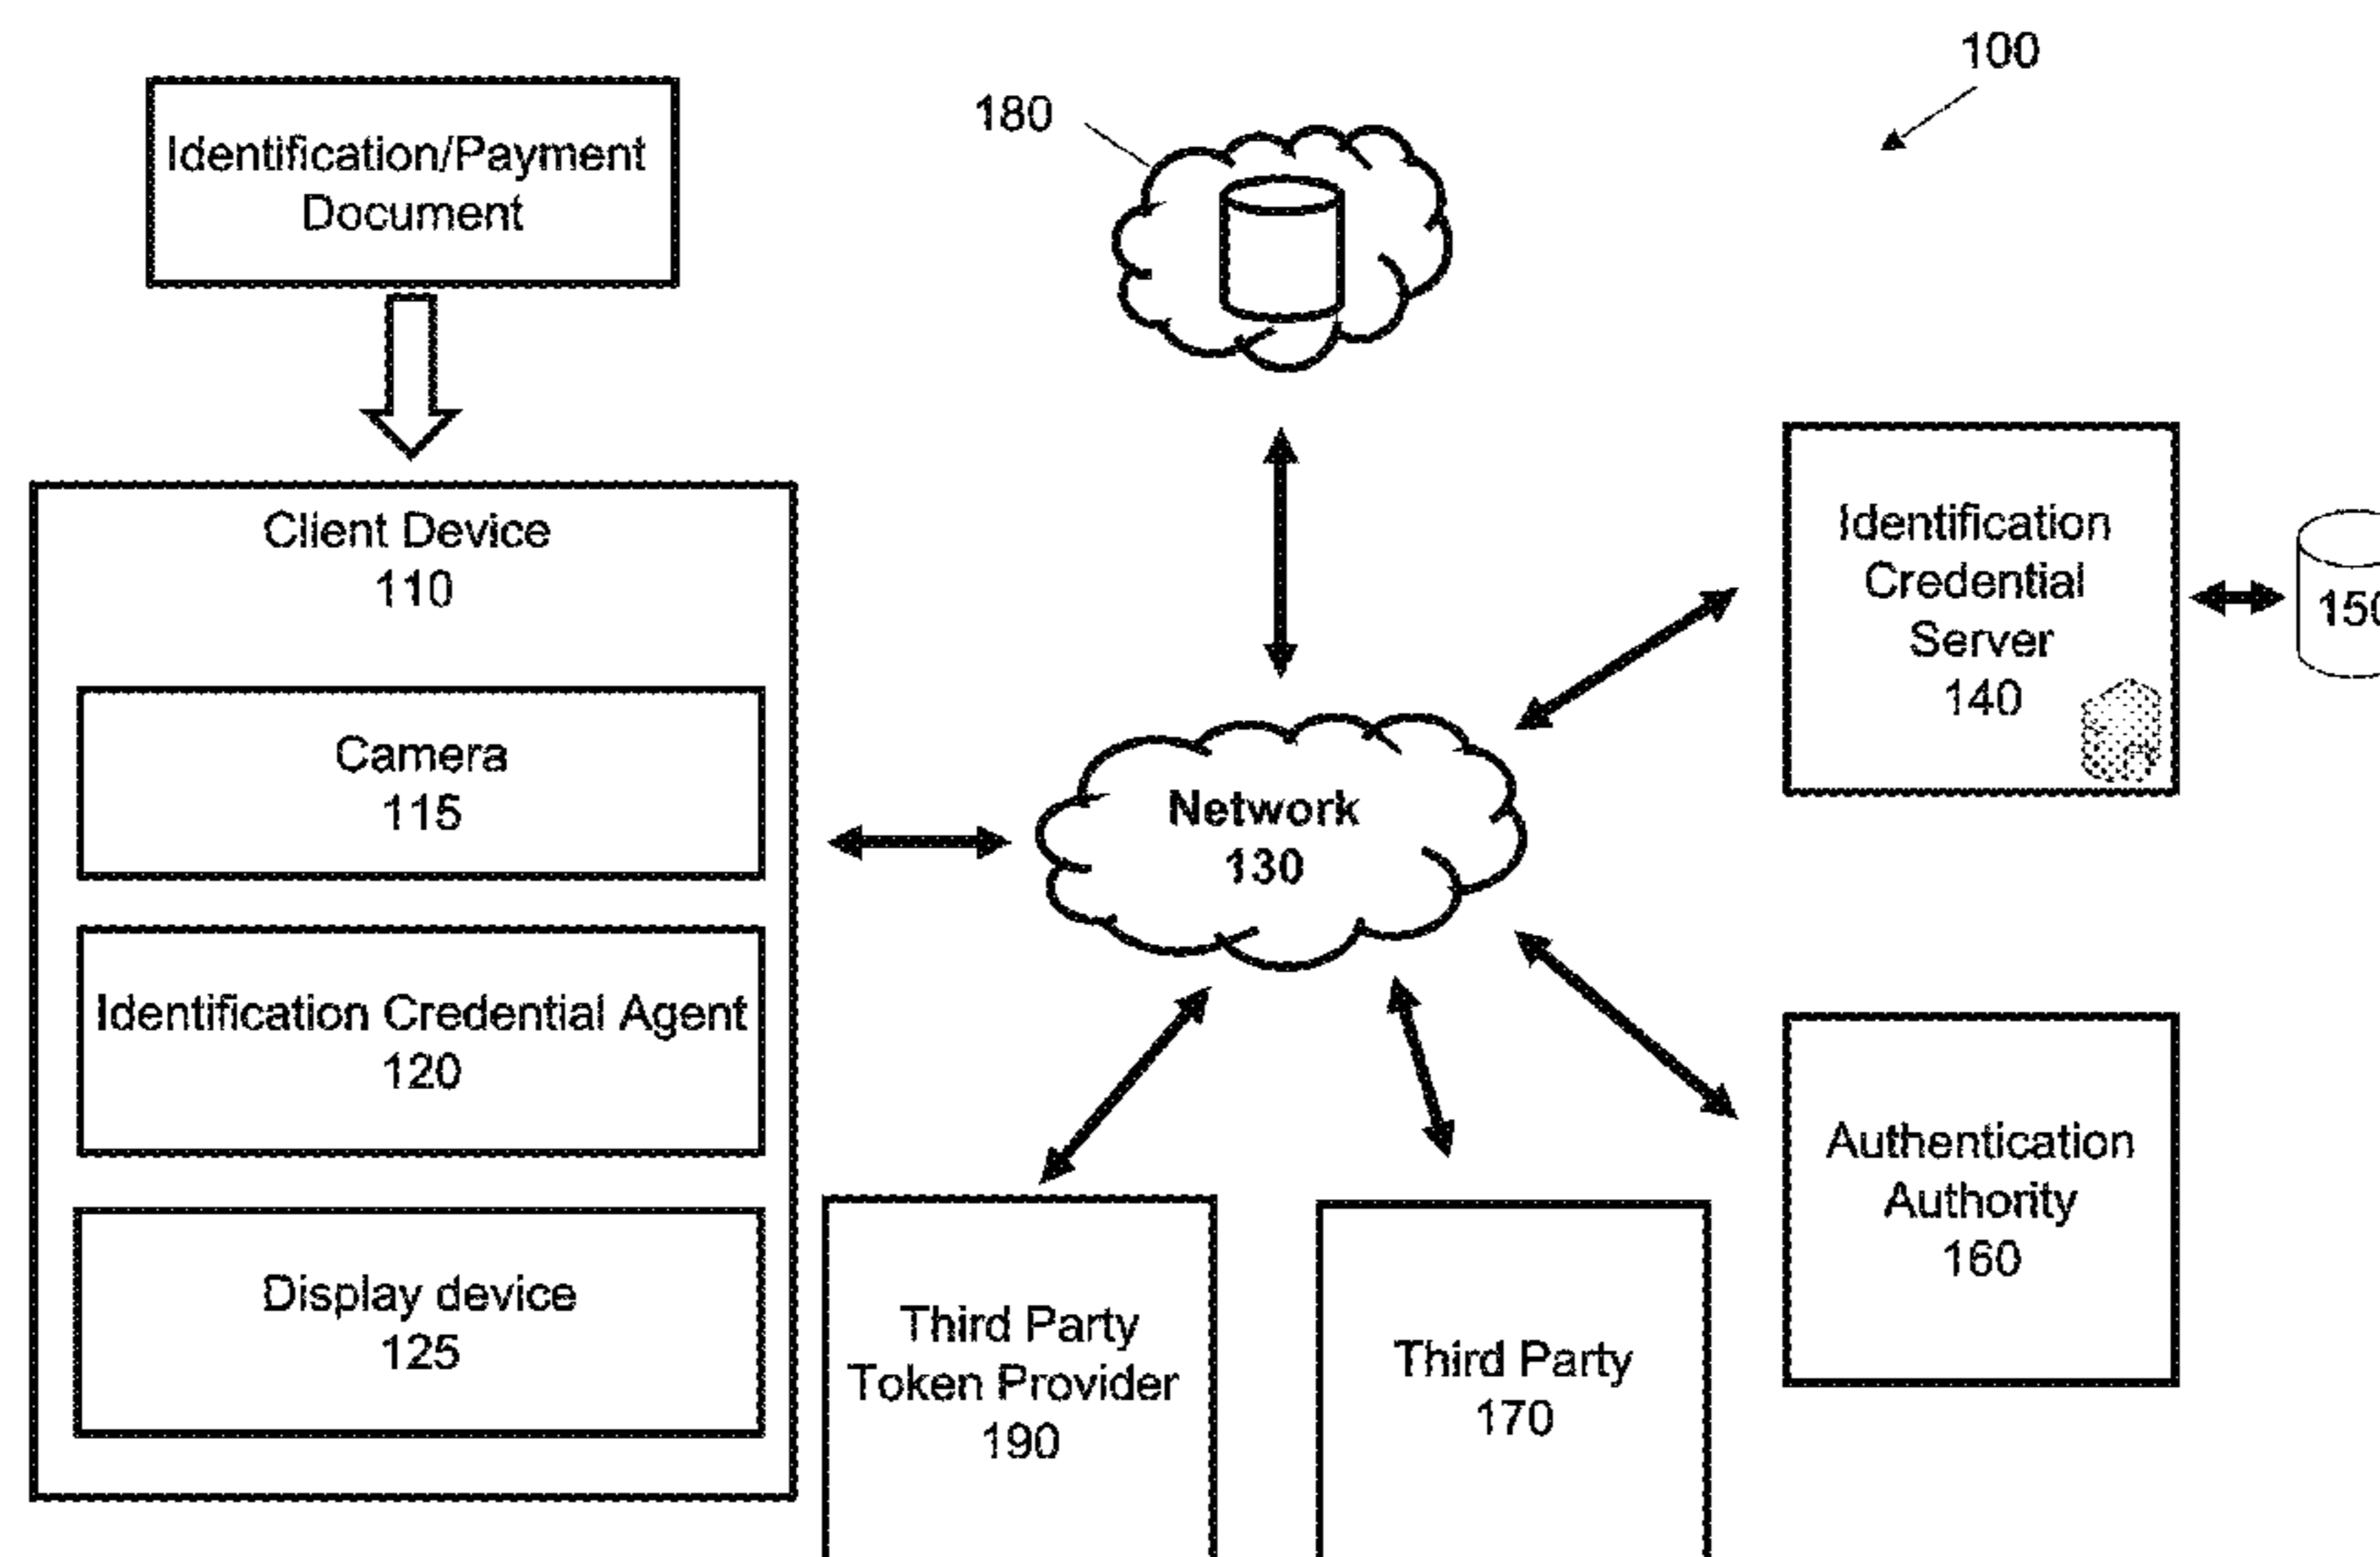 100
180
Identification/Payment
Document
Client Device
110
Camera
115
Identification Credential Agent
120
Display device
125
Network
130
Identification
Credential
Server
140
Authentication
Authority
160
Third Party
Token Provider
190
Third Party
170